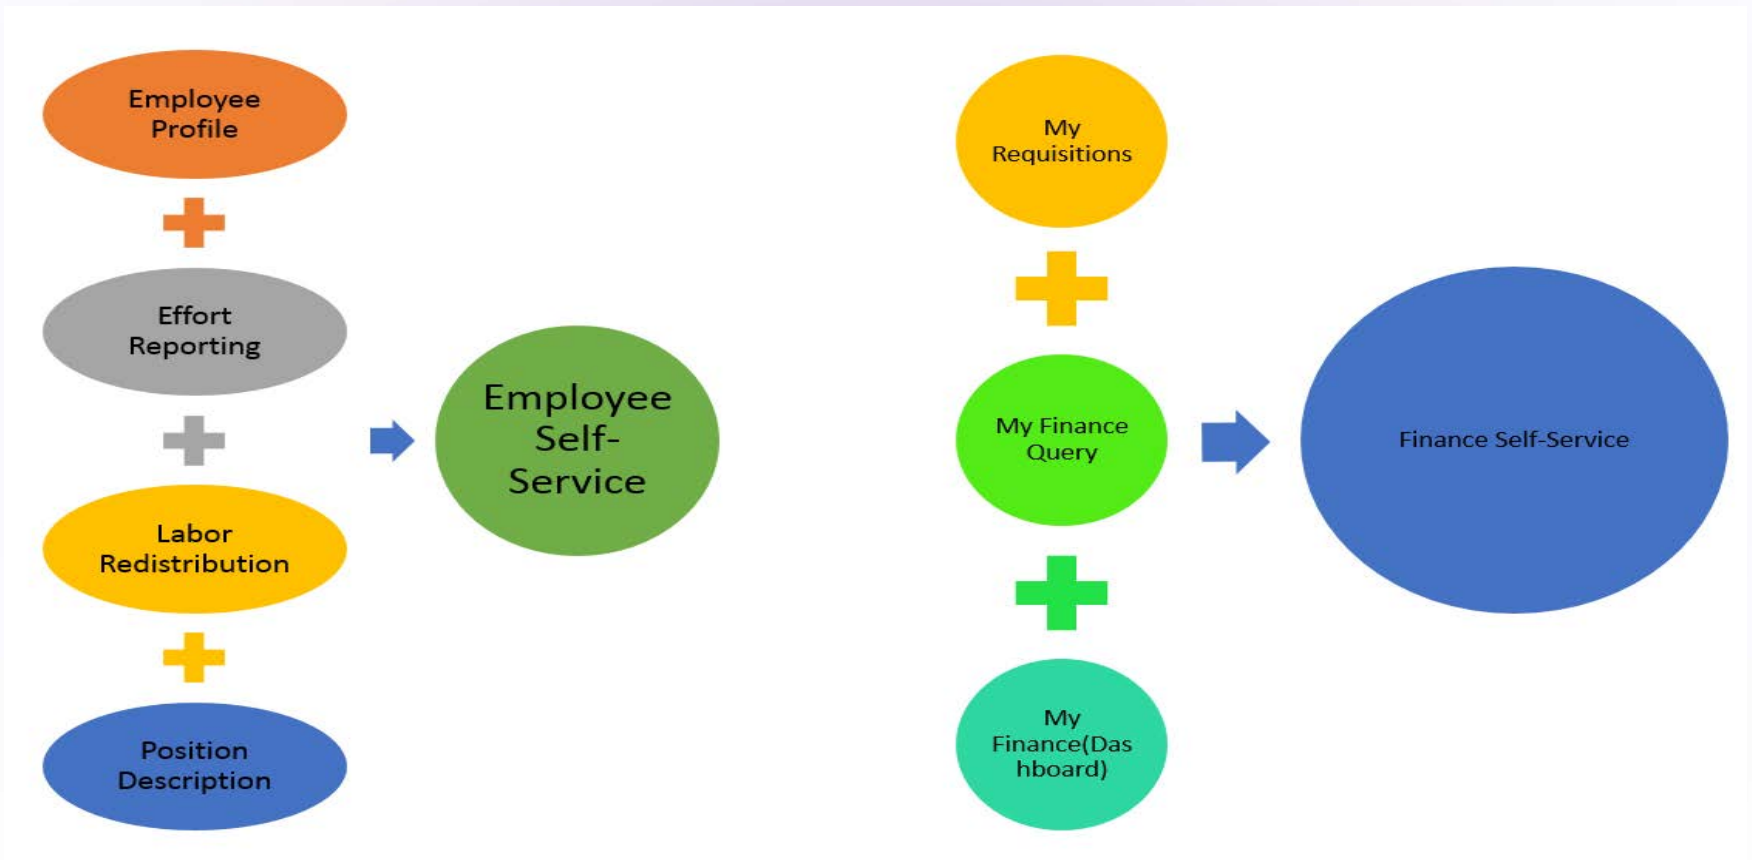 Employee
Profile
Effort
Reporting
Labor
Redistribution
Position
Description
Employee
Self-
Service
My
Requisitions
My Finance
Query
My
Finance(Das
hboard)
Finance Self-Service